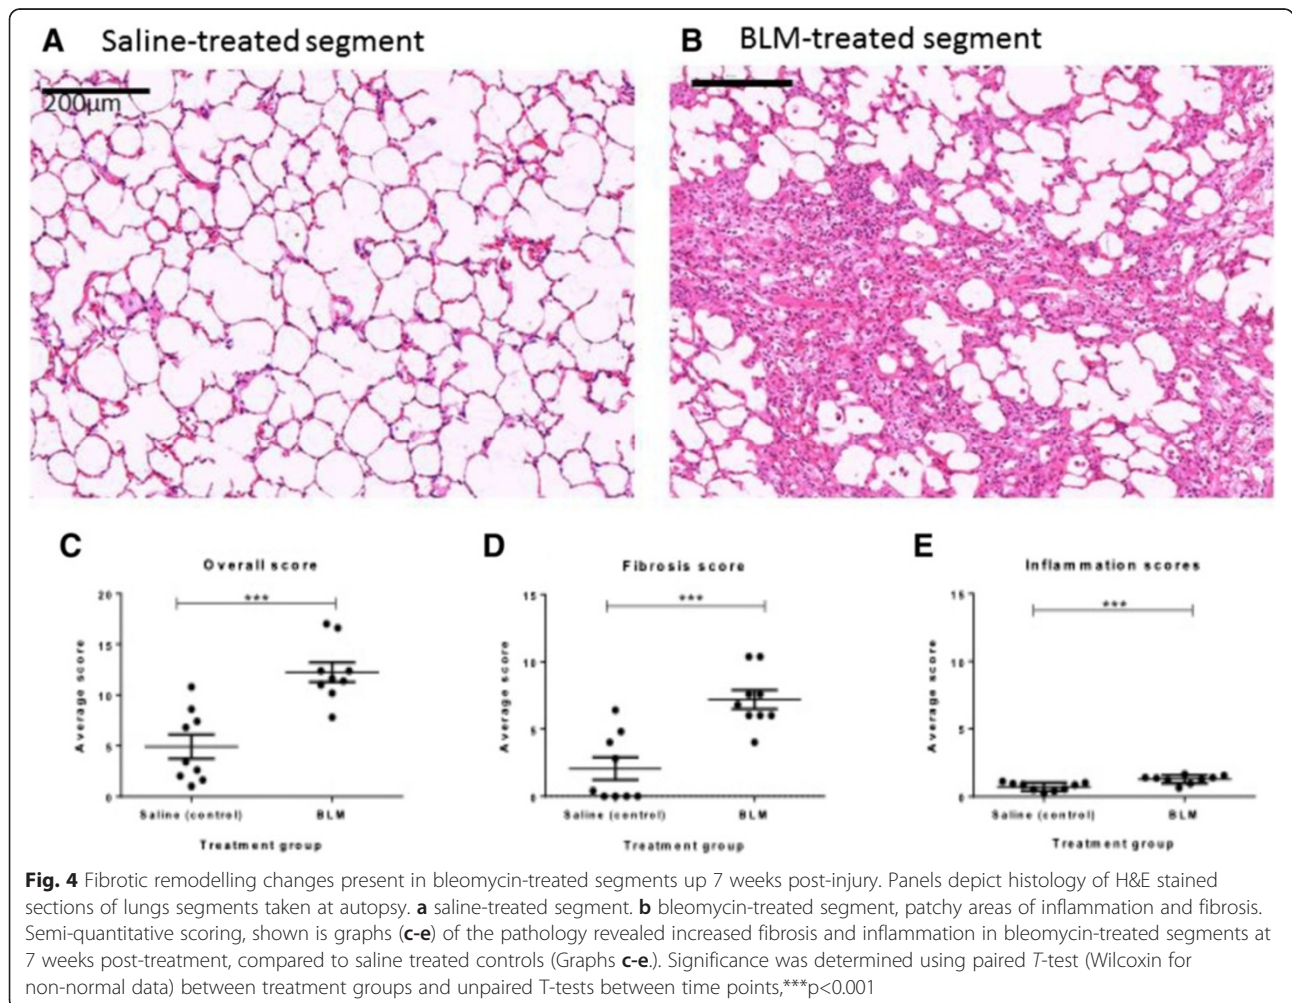 A Saline-treated segment
B BLM-treated segment
200µm
C
D
E
Overall score
Fibrosis score
Inflammation scores
20
15
10
5
0
Average score
***
Saline (control)
BLM
Treatment group
15
10
5
0
Average score
***
Saline (control)
BLM
Treatment group
15
10
5
0
Average score
***
Saline (control)
BLM
Treatment group
Fig. 4 Fibrotic remodelling changes present in bleomycin-treated segments up 7 weeks post-injury. Panels depict histology of H&E stained
sections of lungs segments taken at autopsy. a saline-treated segment. b bleomycin-treated segment, patchy areas of inflammation and fibrosis.
Semi-quantitative scoring, shown is graphs (c-e) of the pathology revealed increased fibrosis and inflammation in bleomycin-treated segments at
7 weeks post-treatment, compared to saline treated controls (Graphs c-e.). Significance was determined using paired T-test (Wilcoxin for
non-normal data) between treatment groups and unpaired T-tests between time points,***p<0.001